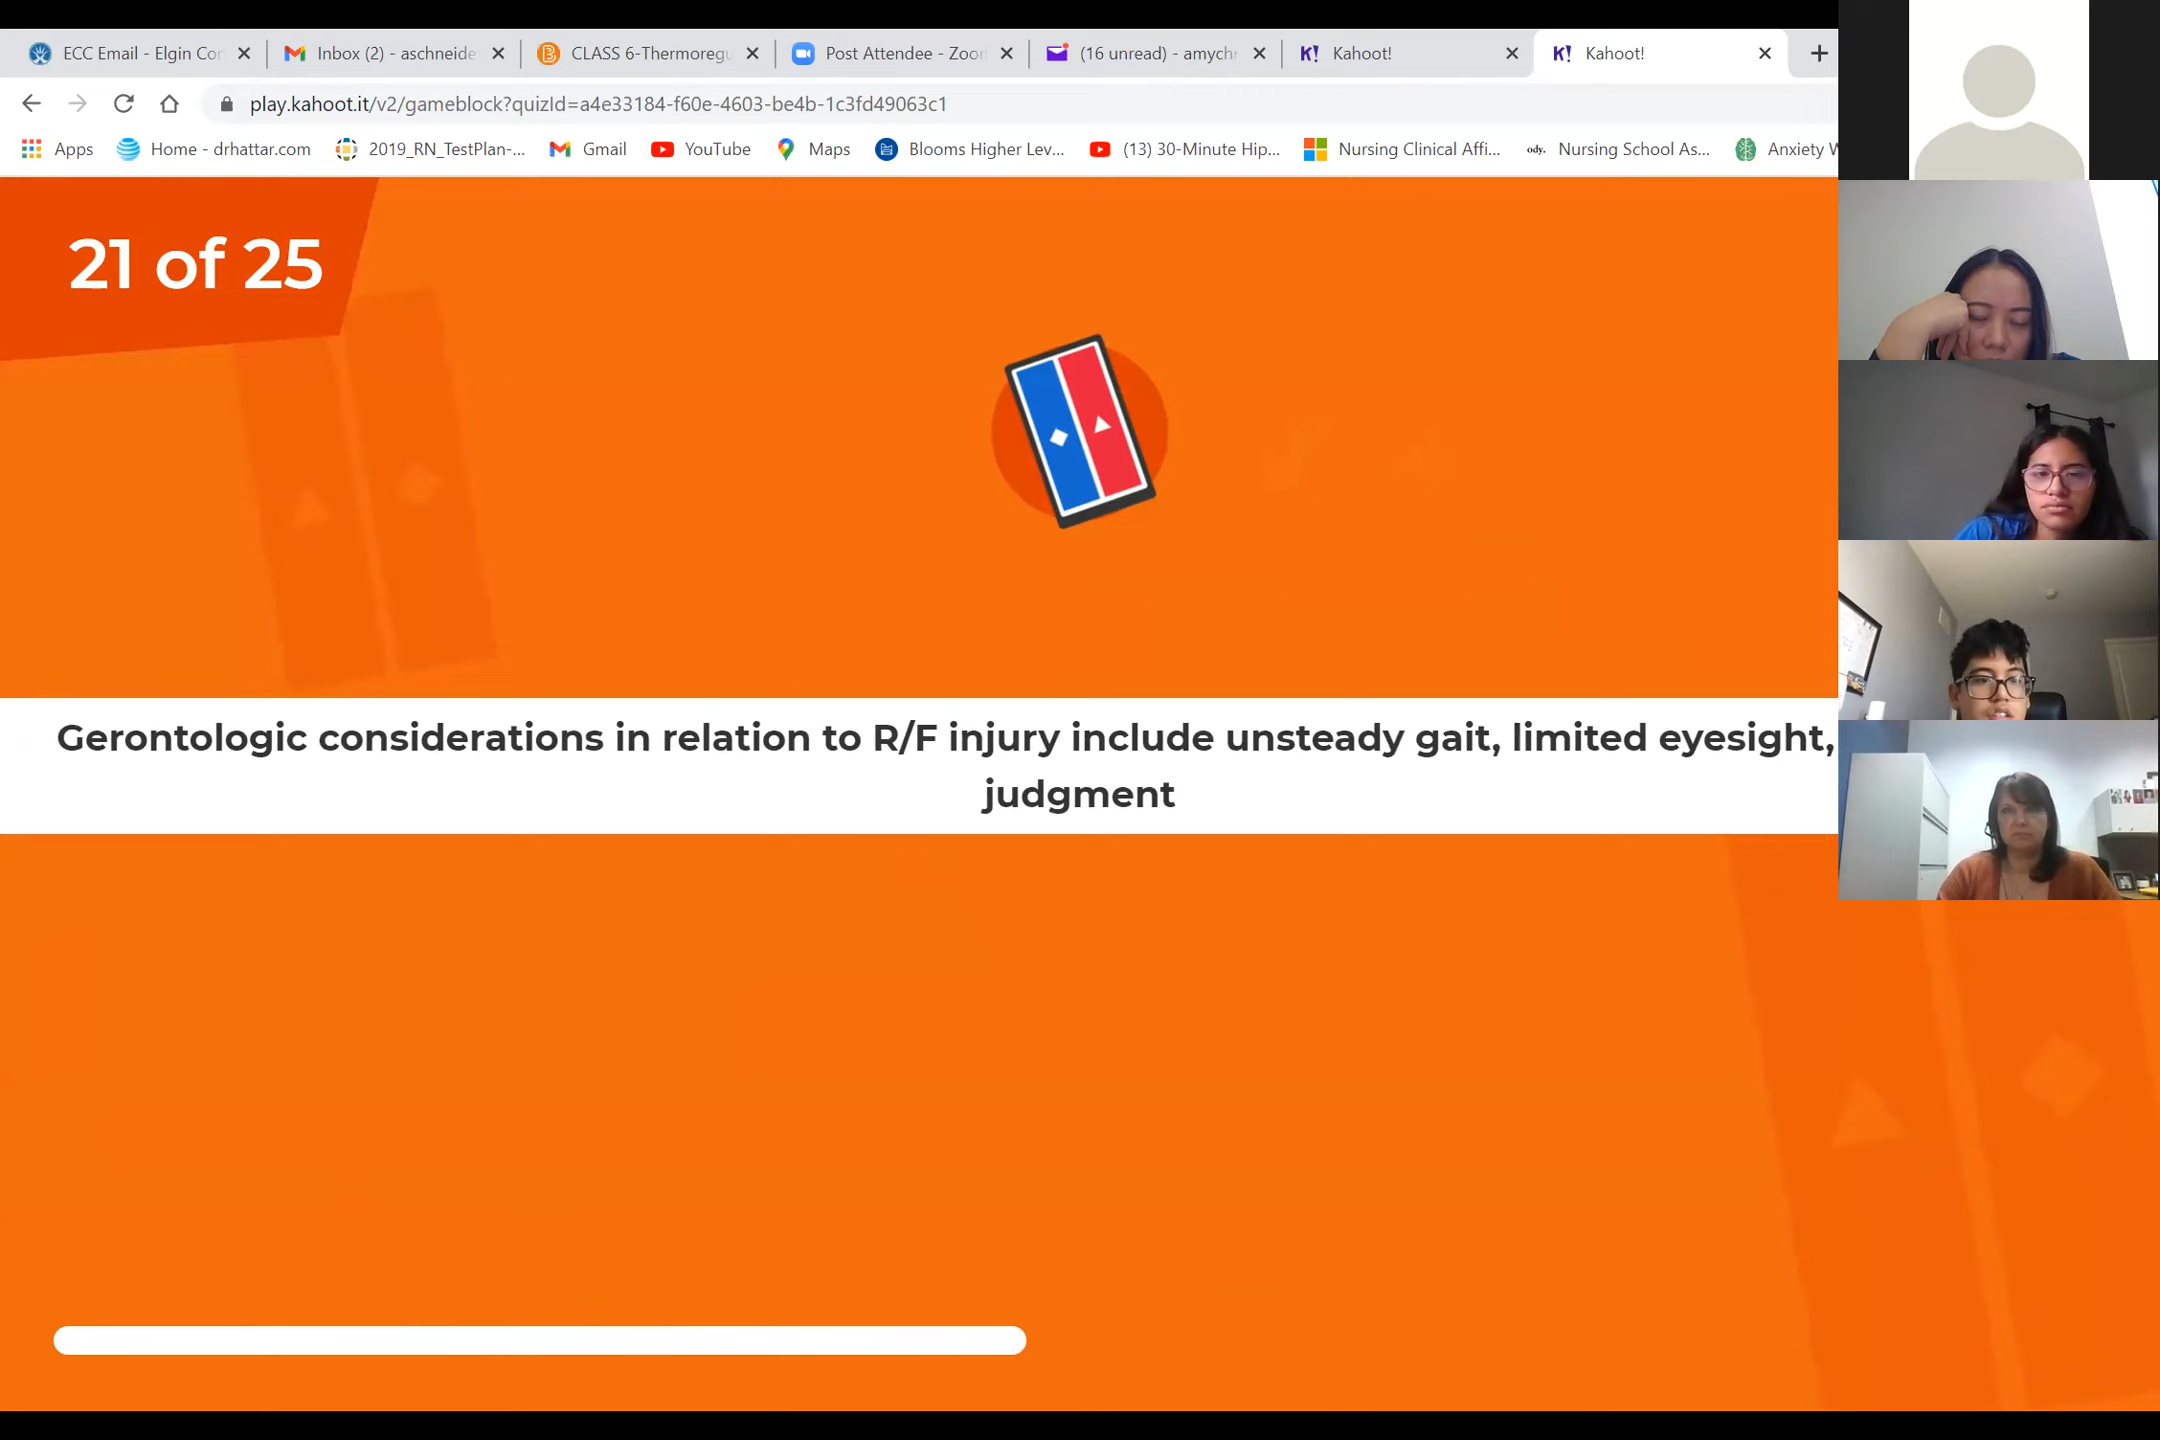 ECC Email - Elgin Con
Inbox (2) - aschneide
CLASS 6-Thermoregu
Post Attendee - Zoom
(16 unread) - amychr
K! Kahoot!
K! Kahoot!
play.kahoot.it/v2/gameblock?quizId=a4e33184-f60e-4603-be4b-1c3fd49063c1
Apps
Home - drhattar.com
2019_RN_TestPlan-...
Gmail
YouTube
Maps
Blooms Higher Lev...
(13) 30-Minute Hip...
Nursing Clinical Affi...
ody. Nursing School As...
Anxiety W
21 of 25
Gerontologic considerations in relation to R/F injury include unsteady gait, limited eyesight,
judgment